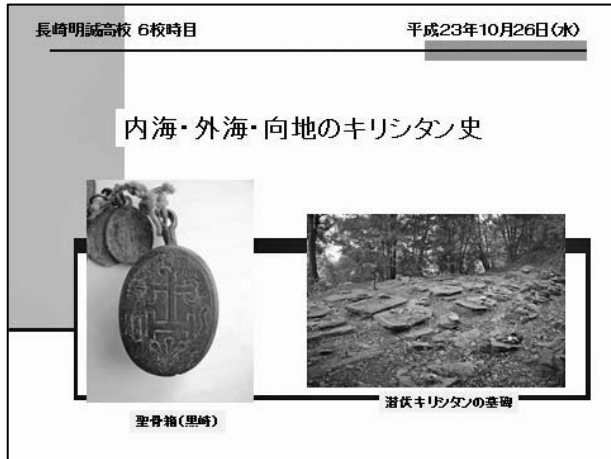 長崎明誠高校 6校時目
平成23年10月26日(水)
内海・外海・向地のキリシタン史
聖骨箱(黒崎)
潜伏キリシタンの墓碑